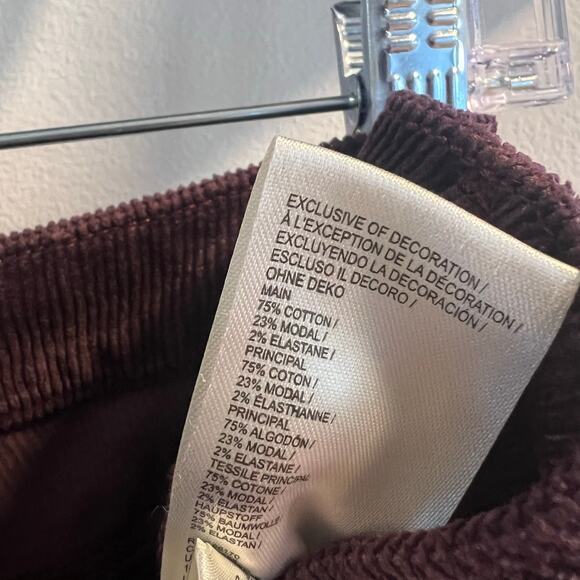 EXCLUSIVE OF DECORATION /
À L'EXCEPTION DE LA DÉCORATION /
EXCLUYENDO LA DECORACIÓN /
ESCLUSO IL DECORO /
OHNE DEKO
MAIN
75% COTTON /
23% MODAL /
2% ELASTANE /
PRINCIPAL
75% COTON /
23% MODAL /
2% ÉLASTHANNE /
PRINCIPAL
75% ALGODÓN /
23% MODAL /
2% ELASTANE /
TESSILE PRINCIPAL
75% COTONE /
23% MODAL /
2% ELASTAN /
HAUPSTOFF
75% BAUMWOLLE /
23% MODAL /
2% ELASTAN /